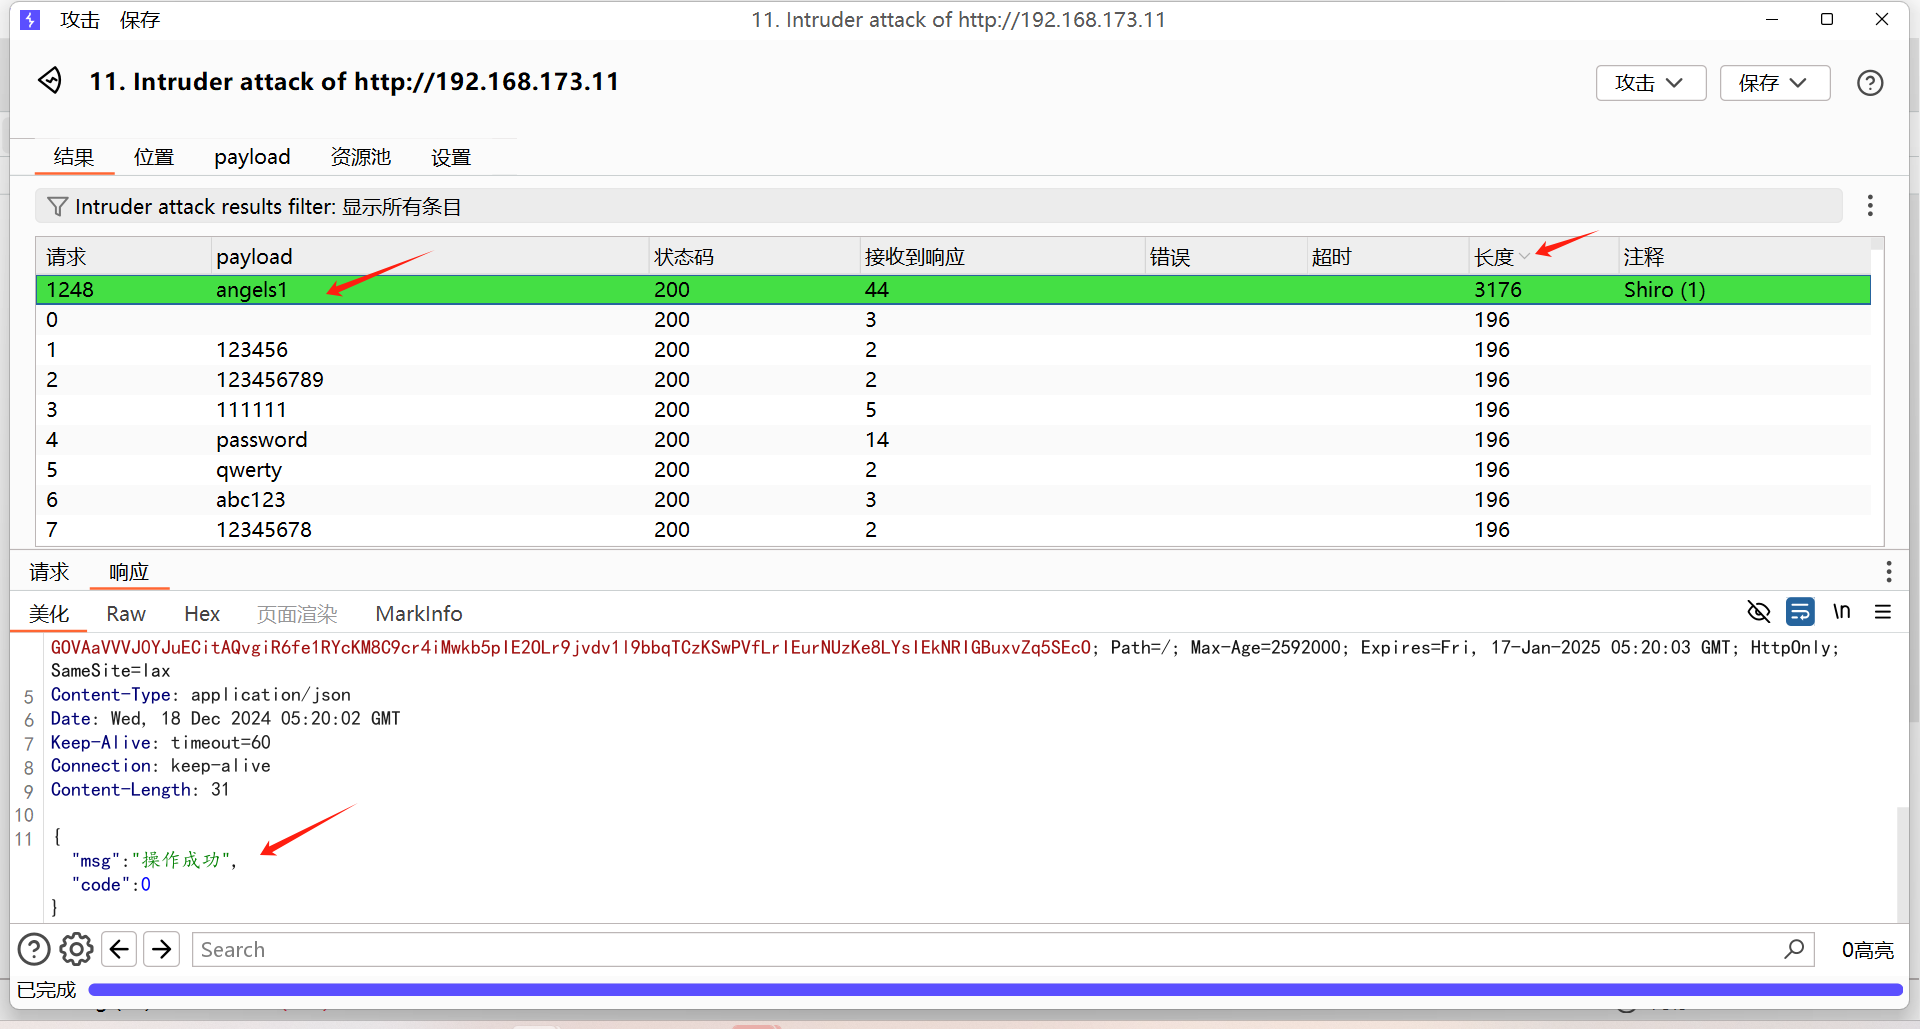 攻击 保存 11. Intruder attack of http://192.168.173.11
11. Intruder attack of http://192.168.173.11 攻击 保存
结果 位置 payload 资源池 设置
Intruder attack results filter: 显示所有条目
请求 payload 状态码 接收到响应 错误 超时 长度 注释
1248 angels1 200 44 3176 Shiro (1)
0 200 3 196
1 123456 200 2 196
2 123456789 200 2 196
3 111111 200 5 196
4 password 200 14 196
5 qwerty 200 2 196
6 abc123 200 3 196
7 12345678 200 2 196
请求 响应
美化 Raw Hex 页面渲染 MarkInfo \n
; Path=/; Max-Age=2592000; Expires=Fri, 17-Jan-2025 05:20:03 GMT; HttpOnly;
SameSite=lax
5 Content-Type: application/json
6 Date: Wed, 18 Dec 2024 05:20:02 GMT
7 Keep-Alive: timeout=60
8 Connection: keep-alive
9 Content-Length: 31
10
11 {
"msg":"操作成功",
"code":0
}
Search 0高亮
已完成